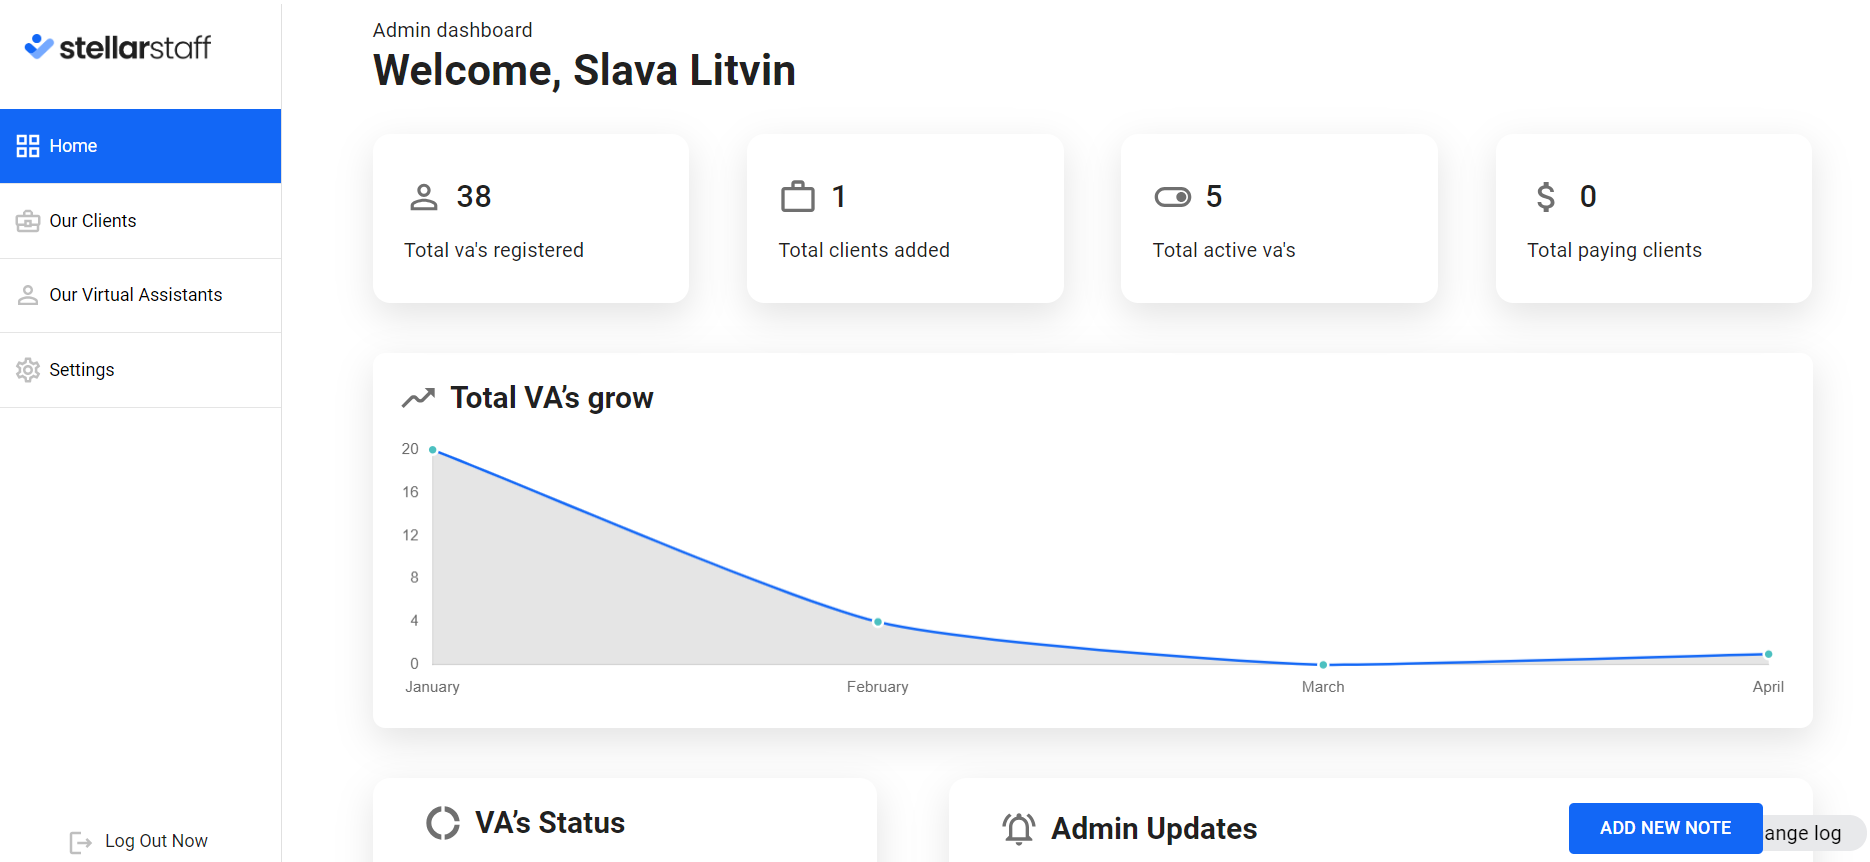 stellarstaff
Home
Our Clients
Our Virtual Assistants
Settings
Log Out Now
Admin dashboard
Welcome, Slava Litvin
38
Total va's registered
1
Total clients added
5
Total active va's
$ 0
Total paying clients
Total VA’s grow
20
16
12
8
4
0
January February March April
VA’s Status
Admin Updates
ADD NEW NOTE
ange log